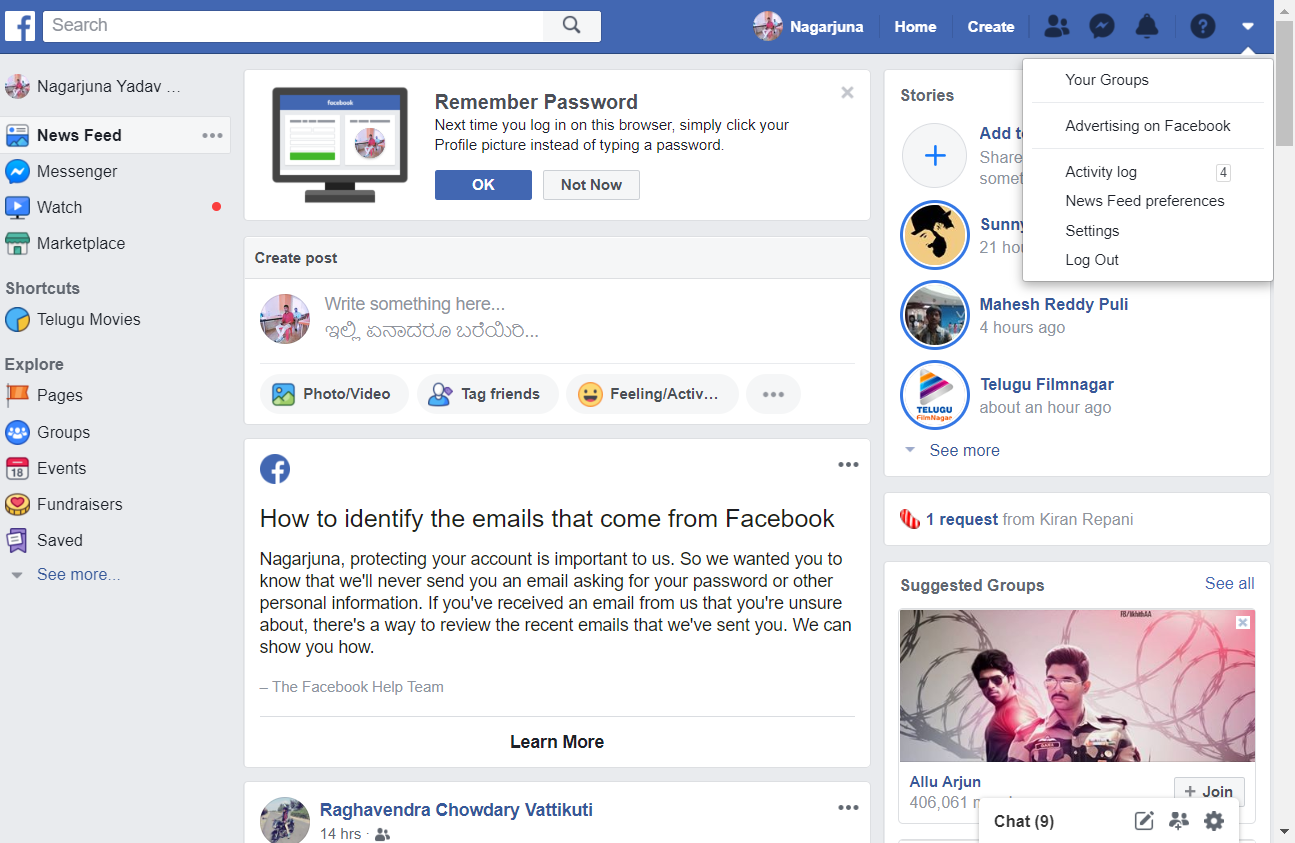 Search
Nagarjuna
Home
Create
?
Your Groups
Advertising on Facebook
Activity log 4
News Feed preferences
Settings
Log Out
Nagarjuna Yadav ...
News Feed
Messenger
Watch
Marketplace
Shortcuts
Telugu Movies
Explore
Pages
Groups
18
Events
Fundraisers
Saved
See more...
facebook
Remember Password
Next time you log in on this browser, simply click your
Profile picture instead of typing a password.
OK
Not Now
Create post
Write something here...
ಇಲ್ಲಿ ಏನಾದರೂ ಬರೆಯಿರಿ...
Photo/Video
Tag friends
Feeling/Activ...
How to identify the emails that come from Facebook
Nagarjuna, protecting your account is important to us. So we wanted you to
know that we'll never send you an email asking for your password or other
personal information. If you've received an email from us that you're unsure
about, there's a way to review the recent emails that we've sent you. We can
show you how.
– The Facebook Help Team
Learn More
Raghavendra Chowdary Vattikuti
14 hrs ·
Stories
Add
Share
somet
Sunny
21 hou
Mahesh Reddy Puli
4 hours ago
TELUGU
FilmNagar
Telugu Filmnagar
about an hour ago
See more
1 request from Kiran Repani
Suggested Groups
See all
Allu Arjun
406,061
+ Join
Chat (9)